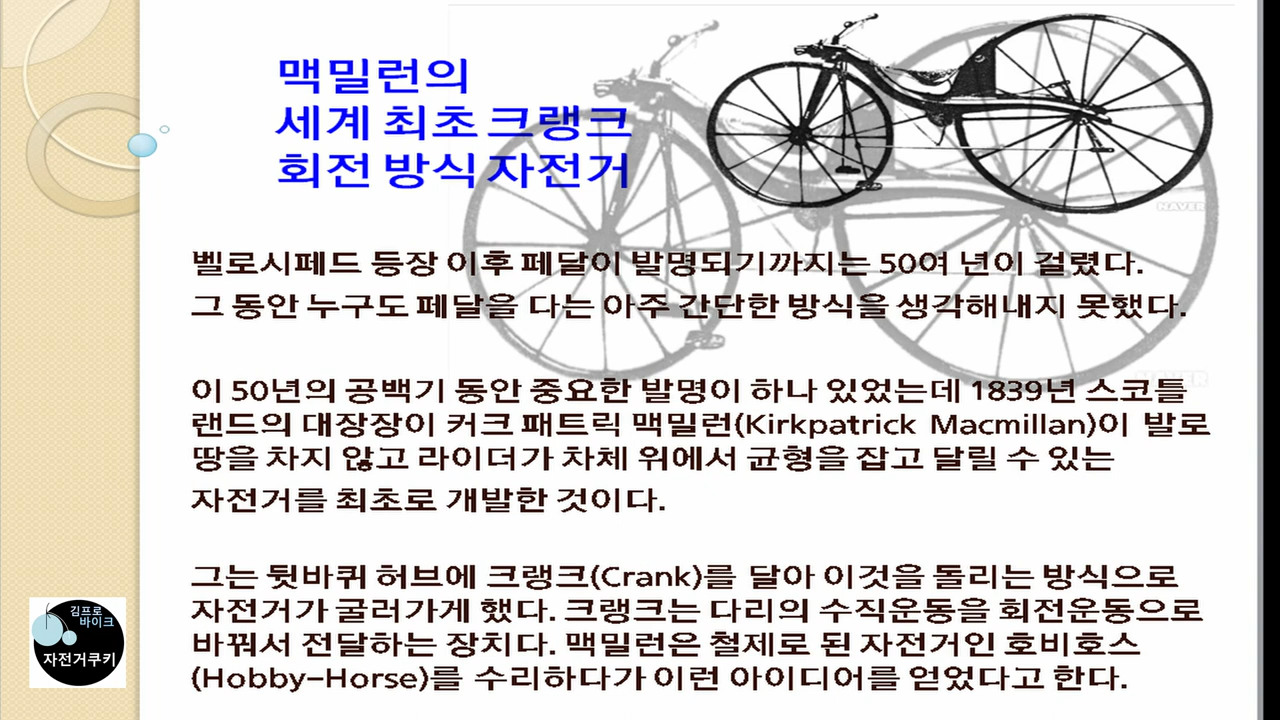 맥밀런의
세계 최초 크랭크
회전 방식 자전거
NAVER
벨로시페드 등장 이후 페달이 발명되기까지는 50여 년이 걸렸다.
그 동안 누구도 페달을 다는 아주 간단한 방식을 생각해내지 못했다.
이 50년의 공백기 동안 중요한 발명이 하나 있었는데 1839년 스코틀
랜드의 대장장이 커크 패트릭 맥밀런(Kirkpatrick Macmillan)이 발로
땅을 차지 않고 라이더가 차체 위에서 균형을 잡고 달릴 수 있는
자전거를 최초로 개발한 것이다.
그는 뒷바퀴 허브에 크랭크(Crank)를 달아 이것을 돌리는 방식으로
자전거가 굴러가게 했다. 크랭크는 다리의 수직운동을 회전운동으로
바꿔서 전달하는 장치다. 맥밀런은 철제로 된 자전거인 호비호스
(Hobby-Horse)를 수리하다가 이런 아이디어를 얻었다고 한다.
김프로
바이크
자전거쿠키